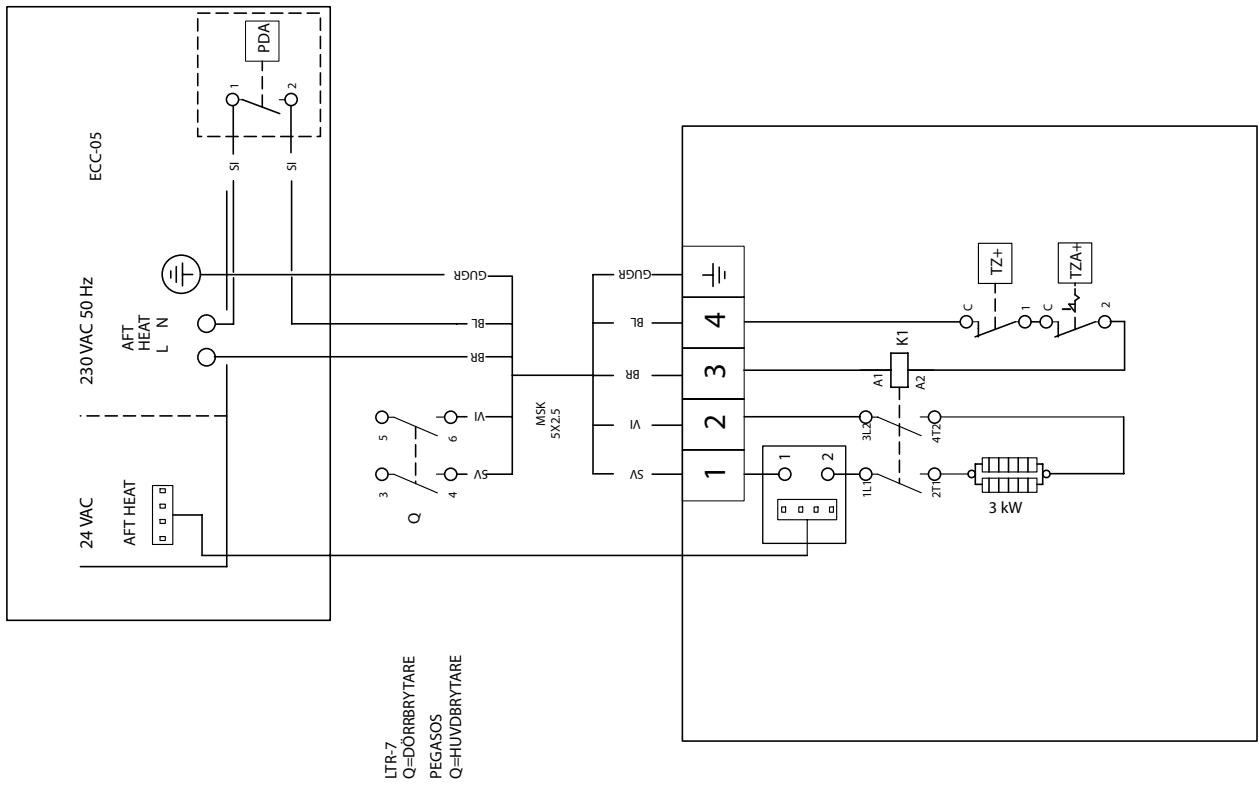 ECC-05
PDA
1
2
SI
SI
230 VAC 50 Hz
AFT
HEAT
L N
24 VAC
AFT HEAT
GUGR
BL
BR
VI
SV
5
6
3
4
Q
MSK
5X2.5
GUGR
BL
BR
VI
SV
4
3
2
1
TZ+
TZA+
C
1
C
2
K1
A1
A2
3L2
4T2
1L1
2T1
1
2
3 kW
LTR-7
Q=DÖRRBRYTARE
PEGASOS
Q=HUVDBRYTARE